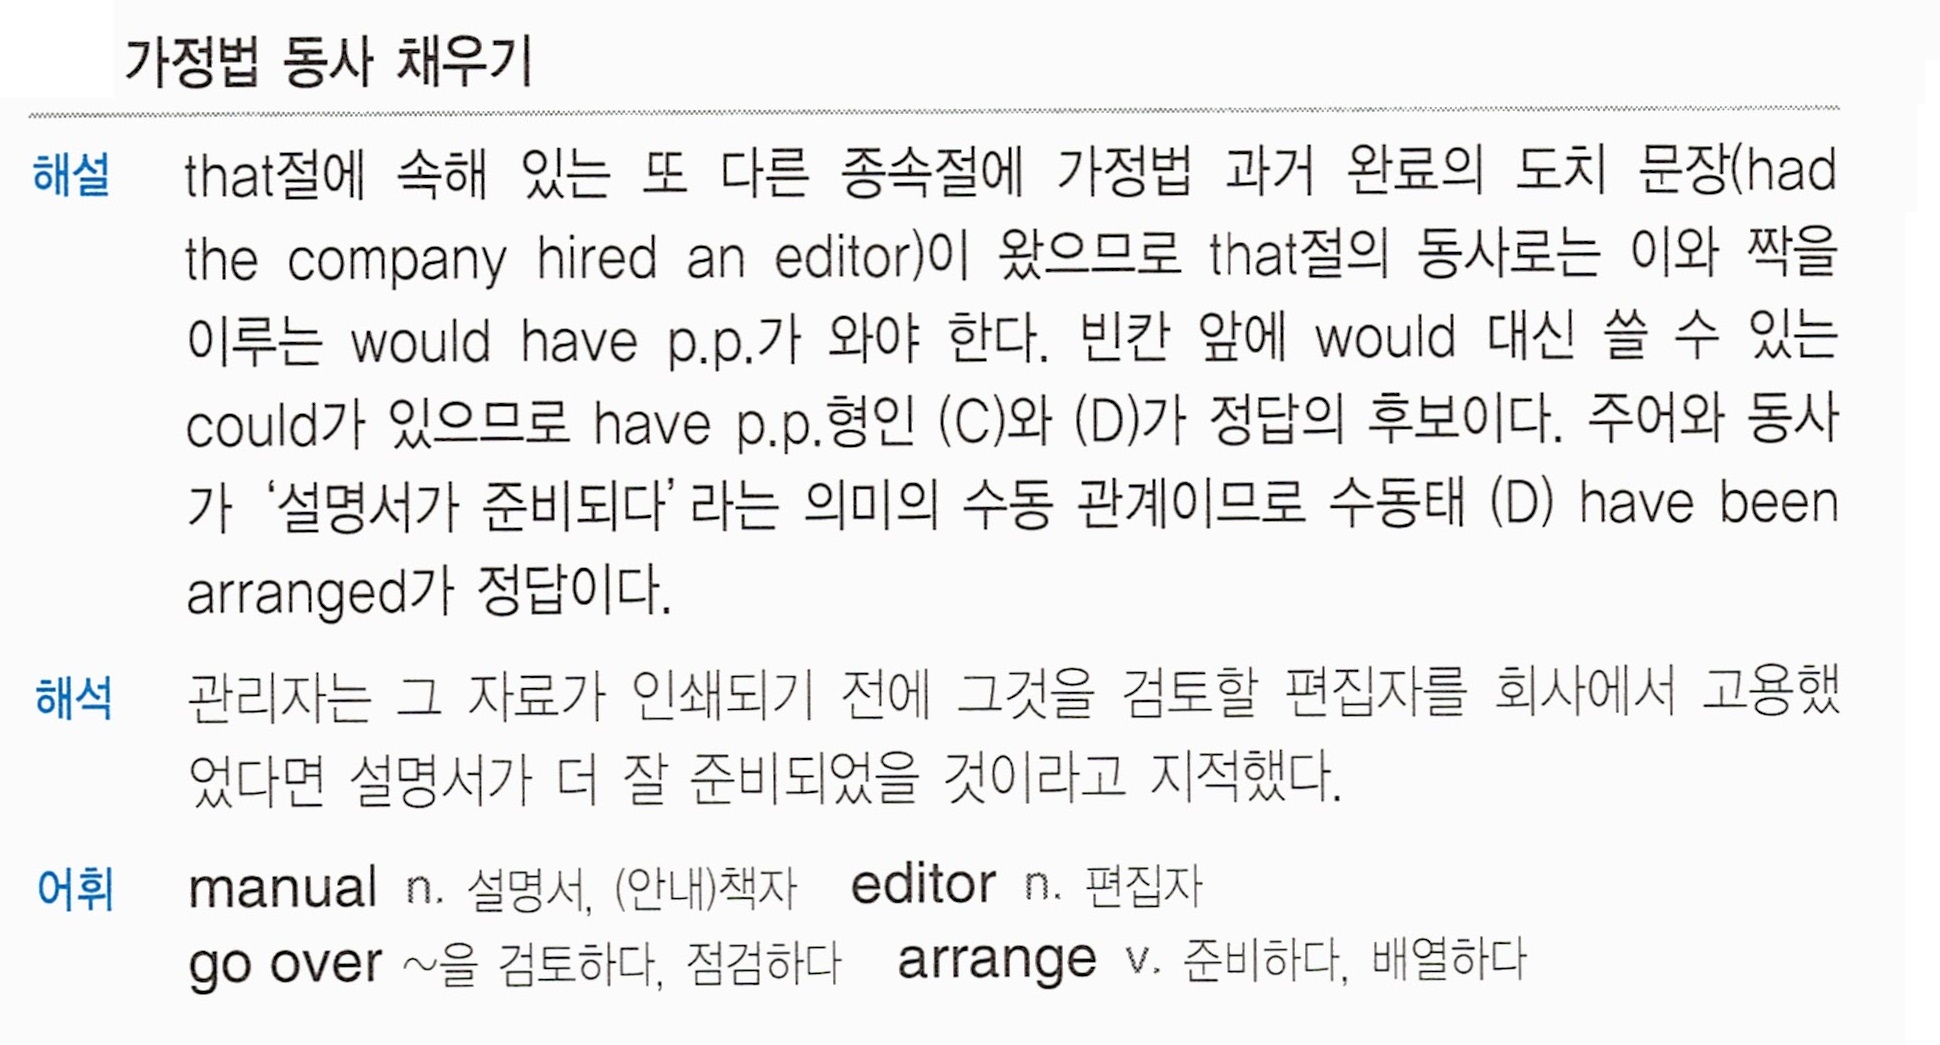 가정법 동사 채우기
해설 that절에 속해 있는 또 다른 종속절에 가정법 과거 완료의 도치 문장(had
the company hired an editor)이 왔으므로 that절의 동사로는 이와 짝을
이루는 would have p.p.가 와야 한다. 빈칸 앞에 would 대신 쓸 수 있는
could가 있으므로 have p.p.형인 (C)와 (D)가 정답의 후보이다. 주어와 동사
가 ‘설명서가 준비되다’라는 의미의 수동 관계이므로 수동태 (D) have been
arranged가 정답이다.
해석 관리자는 그 자료가 인쇄되기 전에 그것을 검토할 편집자를 회사에서 고용했
었다면 설명서가 더 잘 준비되었을 것이라고 지적했다.
어휘 manual n. 설명서, (안내)책자 editor n. 편집자
go over ~을 검토하다, 점검하다 arrange v. 준비하다, 배열하다